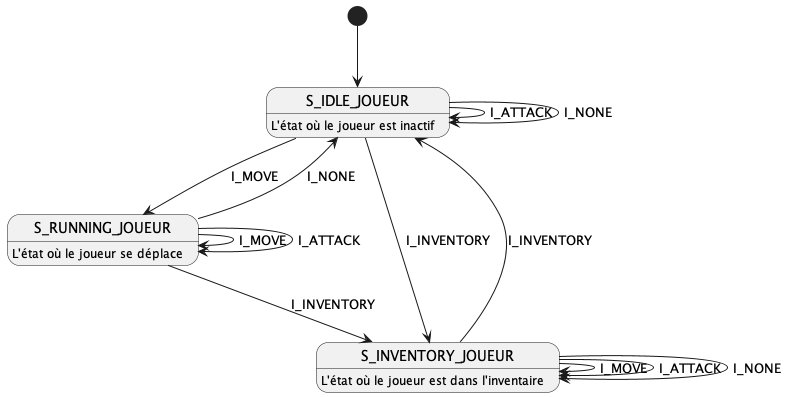 S_IDLE_JOUEUR
L'état où le joueur est inactif
I_ATTACK
I_NONE
I_MOVE
I_NONE
S_RUNNING_JOUEUR
L'état où le joueur se déplace
I_MOVE
I_ATTACK
I_INVENTORY
I_INVENTORY
I_INVENTORY
S_INVENTORY_JOUEUR
L'état où le joueur est dans l'inventaire
I_MOVE
I_ATTACK
I_NONE